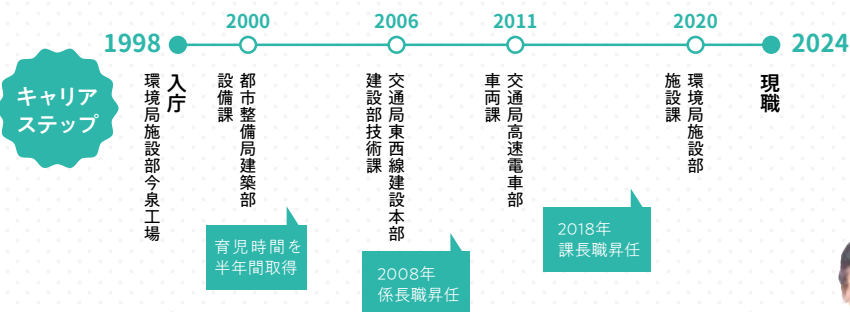 キャリア
ステップ
1998
入庁
環境局施設部今泉工場
2000
都市整備局建築部
設備課
育児時間を
半年間取得
2006
交通局東西線建設本部
建設部技術課
2008年
係長職昇任
2011
交通局高速電車部
車両課
2018年
課長職昇任
2020
環境局施設部
施設課
2024
現職